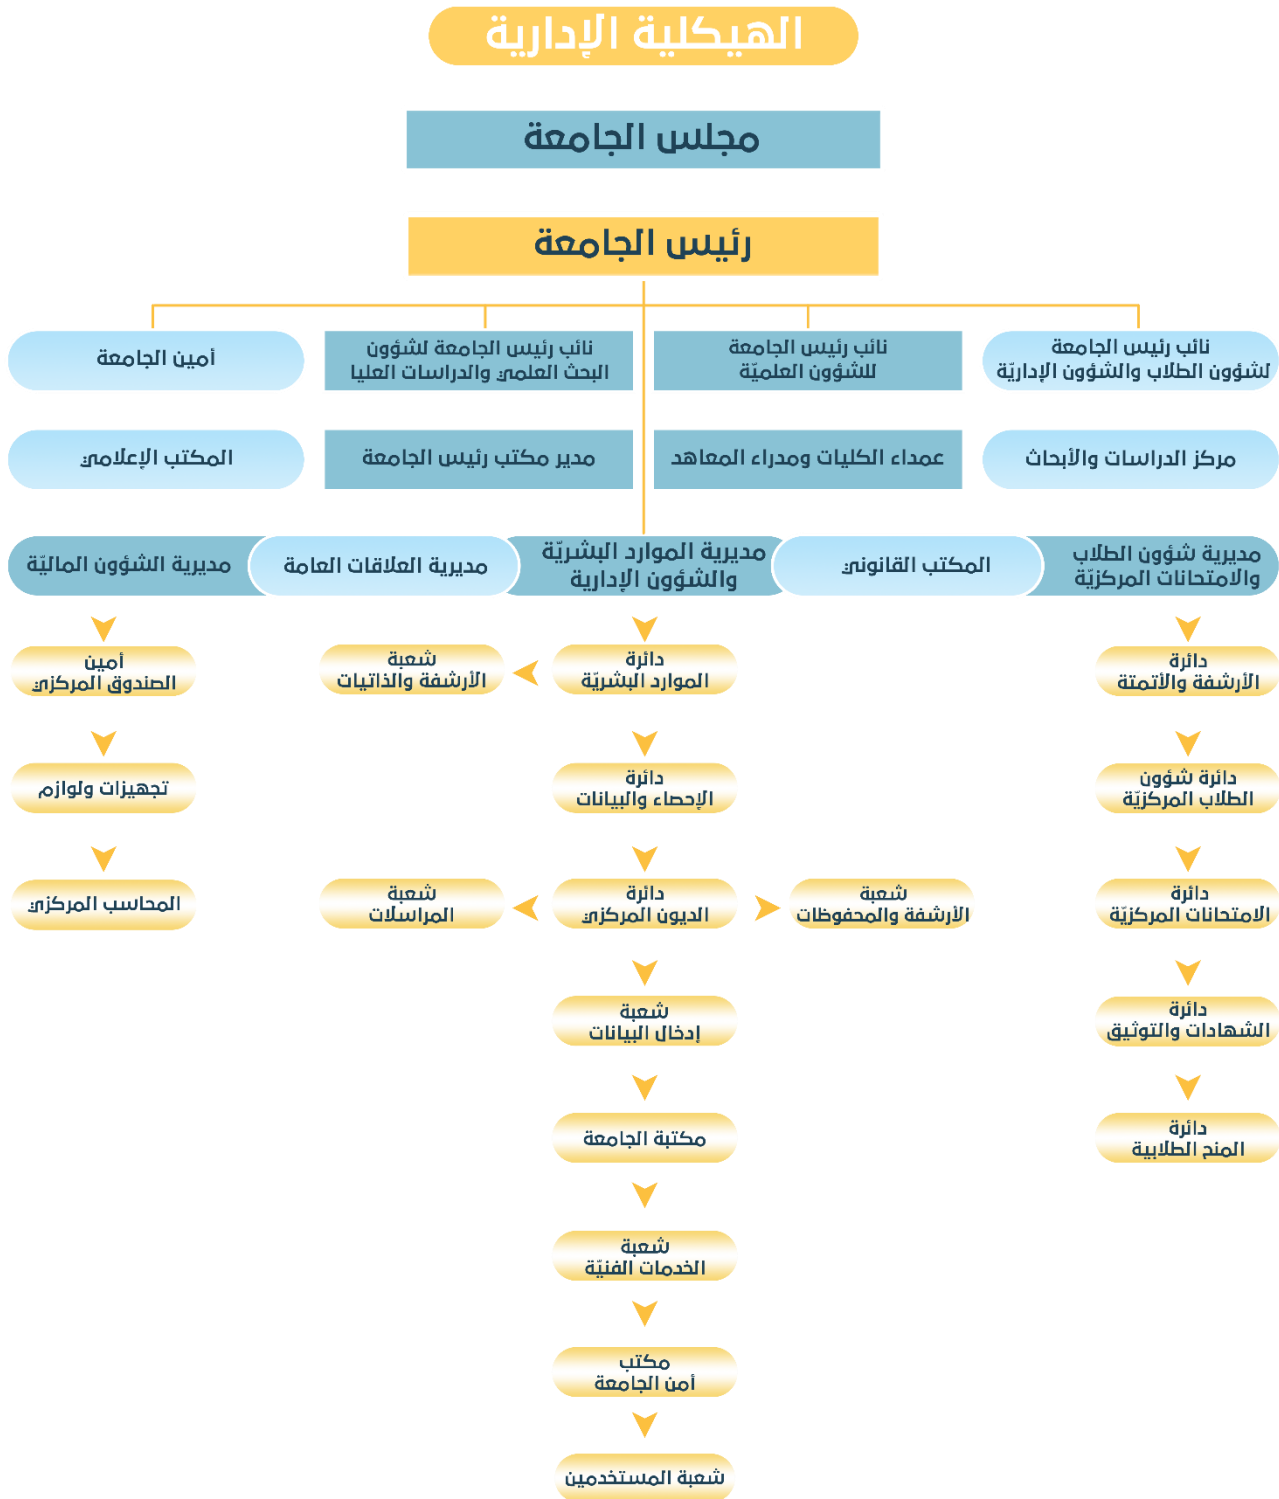 الهيكلية الإدارية
مجلس الجامعة
رئيس الجامعة
نائب رئيس الجامعة
لشؤون الطلاب والشؤون الإداريّة
نائب رئيس الجامعة
للشؤون العلميّة
نائب رئيس الجامعة لشؤون
البحث العلمي والدراسات العليا
أمين الجامعة
مركز الدراسات والأبحاث
عمداء الكليات ومدراء المعاهد
مدير مكتب رئيس الجامعة
المكتب الإعلامي
مديرية شؤون الطلاب
والامتحانات المركزيّة
المكتب القانوني
مديرية الموارد البشريّة
والشؤون الإدارية
مديرية العلاقات العامة
مديرية الشؤون الماليّة
دائرة
الأرشفة والأتمتة
دائرة
الموارد البشريّة
شعبة
الأرشفة والذاتيات
أمين
الصندوق المركزي
دائرة شؤون
الطلاب المركزيّة
دائرة
الإحصاء والبيانات
تجهيزات ولوازم
دائرة
الامتحانات المركزيّة
شعبة
الأرشفة والمحفوظات
دائرة
الديون المركزي
شعبة
المراسلات
المحاسب المركزي
دائرة
الشهادات والتوثيق
شعبة
إدخال البيانات
دائرة
المنح الطلابية
مكتبة الجامعة
شعبة
الخدمات الفنيّة
مكتب
أمن الجامعة
شعبة المستخدمين